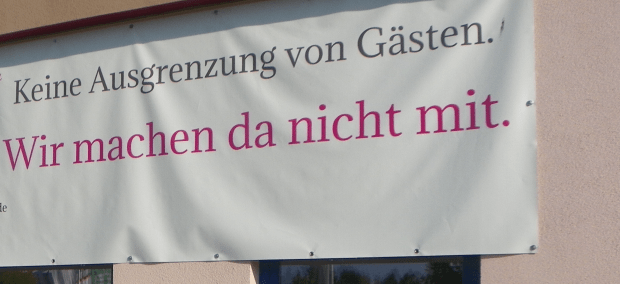 Keine Ausgrenzung von Gästen.
Wir machen da nicht mit.